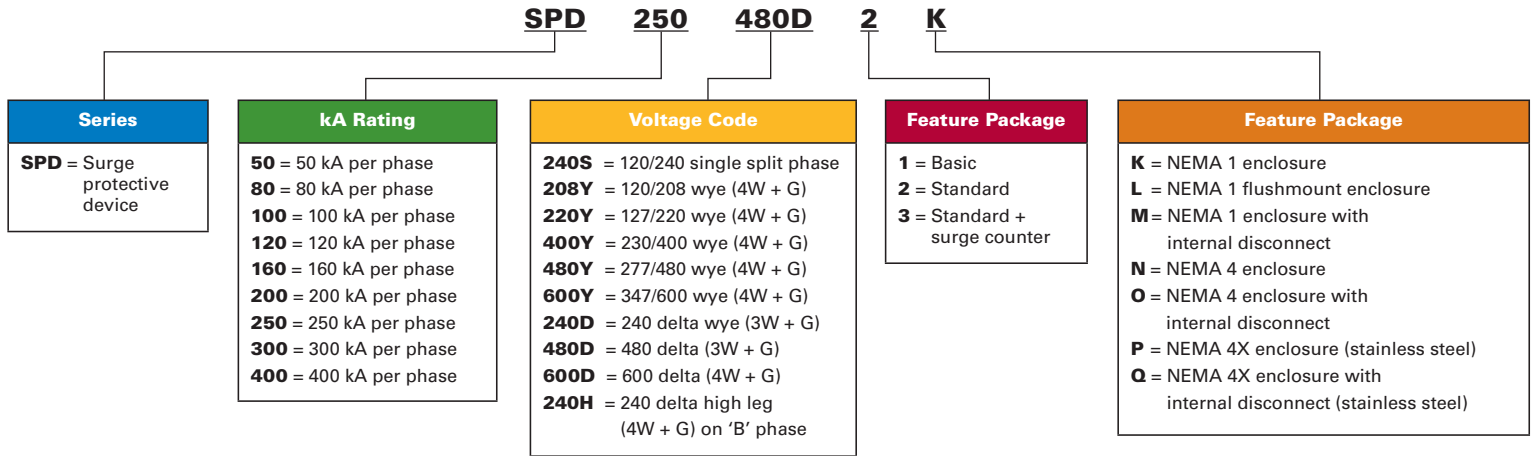 SPD 250 480D 2 K
Series
SPD = Surge
protective
device
kA Rating
50 = 50 kA per phase
80 = 80 kA per phase
100 = 100 kA per phase
120 = 120 kA per phase
160 = 160 kA per phase
200 = 200 kA per phase
250 = 250 kA per phase
300 = 300 kA per phase
400 = 400 kA per phase
Voltage Code
240S = 120/240 single split phase
208Y = 120/208 wye (4W + G)
220Y = 127/220 wye (4W + G)
400Y = 230/400 wye (4W + G)
480Y = 277/480 wye (4W + G)
600Y = 347/600 wye (4W + G)
240D = 240 delta wye (3W + G)
480D = 480 delta (3W + G)
600D = 600 delta (4W + G)
240H = 240 delta high leg
(4W + G) on 'B' phase
Feature Package
1 = Basic
2 = Standard
3 = Standard +
surge counter
Feature Package
K = NEMA 1 enclosure
L = NEMA 1 flushmount enclosure
M = NEMA 1 enclosure with
internal disconnect
N = NEMA 4 enclosure
O = NEMA 4 enclosure with
internal disconnect
P = NEMA 4X enclosure (stainless steel)
Q = NEMA 4X enclosure with
internal disconnect (stainless steel)